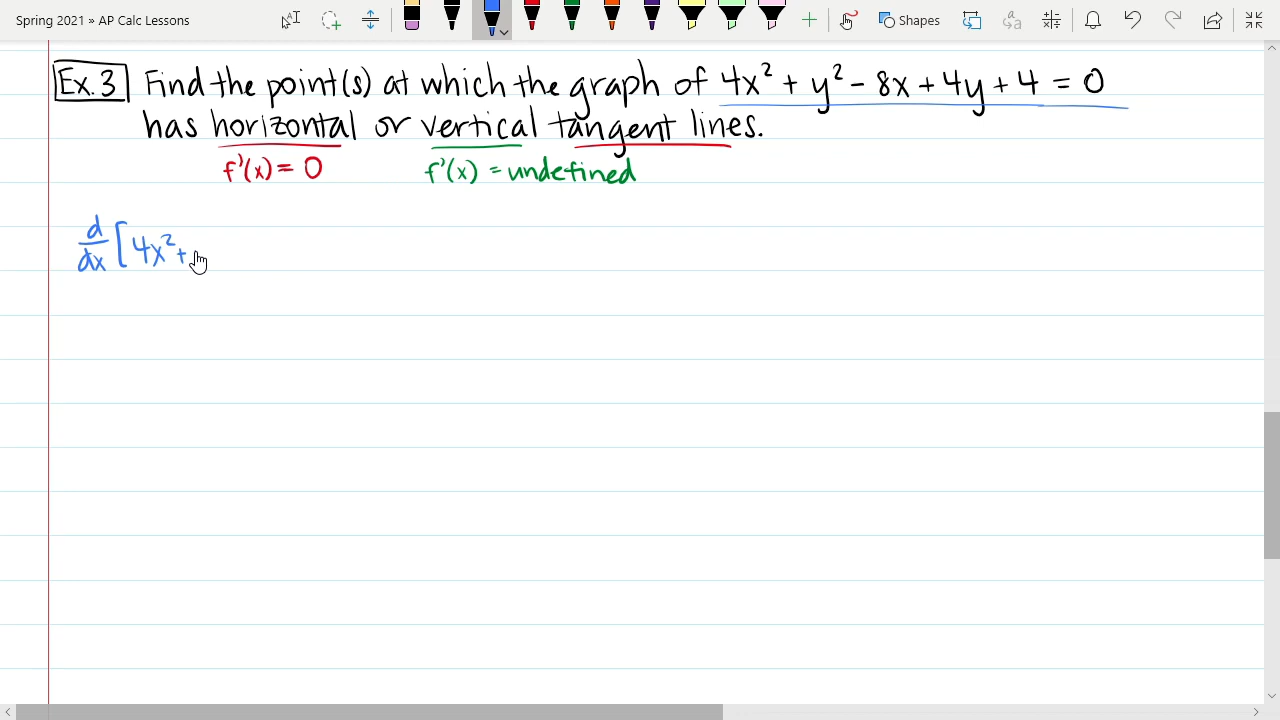 Spring 2021 » AP Calc Lessons
Shapes
Ex. 3 Find the point(s) at which the graph of 4x² + y² - 8x + 4y + 4 = 0
has horizontal or vertical tangent lines.
f'(x) = 0 f'(x) = undefined
d/dx [4x² +